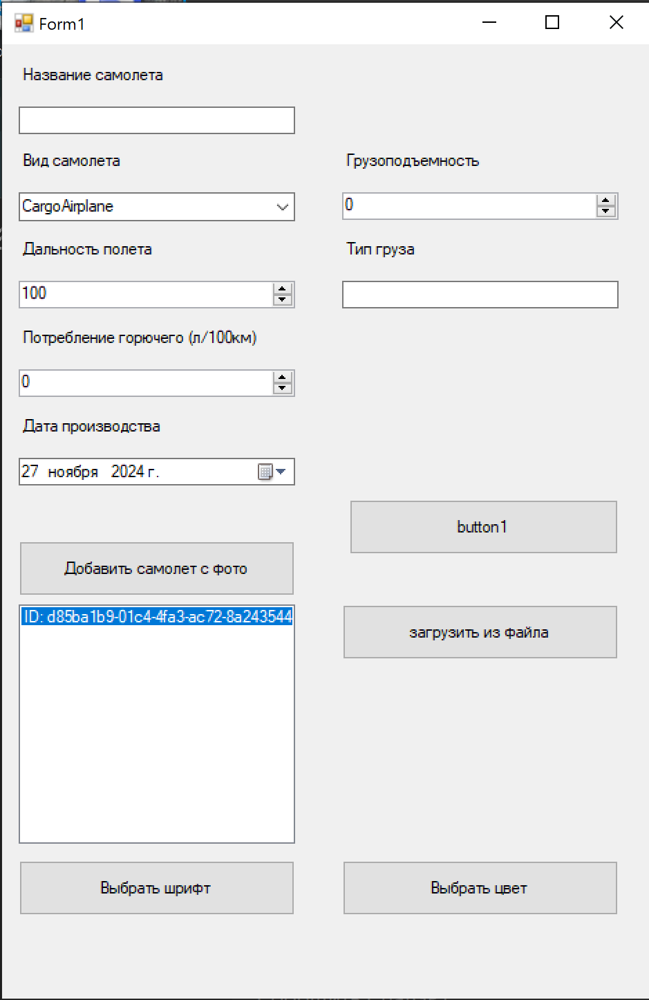 Form1
Название самолета
Вид самолета
Грузоподъемность
CargoAirplane
0
Дальность полета
Тип груза
100
Потребление горючего (л/100км)
0
Дата производства
27 ноября 2024 г.
button1
Добавить самолет с фото
ID: d85ba1b9-01c4-4fa3-ac72-8a243544
загрузить из файла
Выбрать шрифт
Выбрать цвет